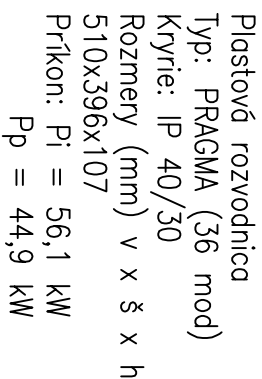 Plastová rozvodnica
Typ: PRAGMA (36 mod)
Kryrie: IP 40/30
Rozmery (mm) v x š x h
510x396x107
Príkon: Pi = 56,1 kW
Pp = 44,9 kW